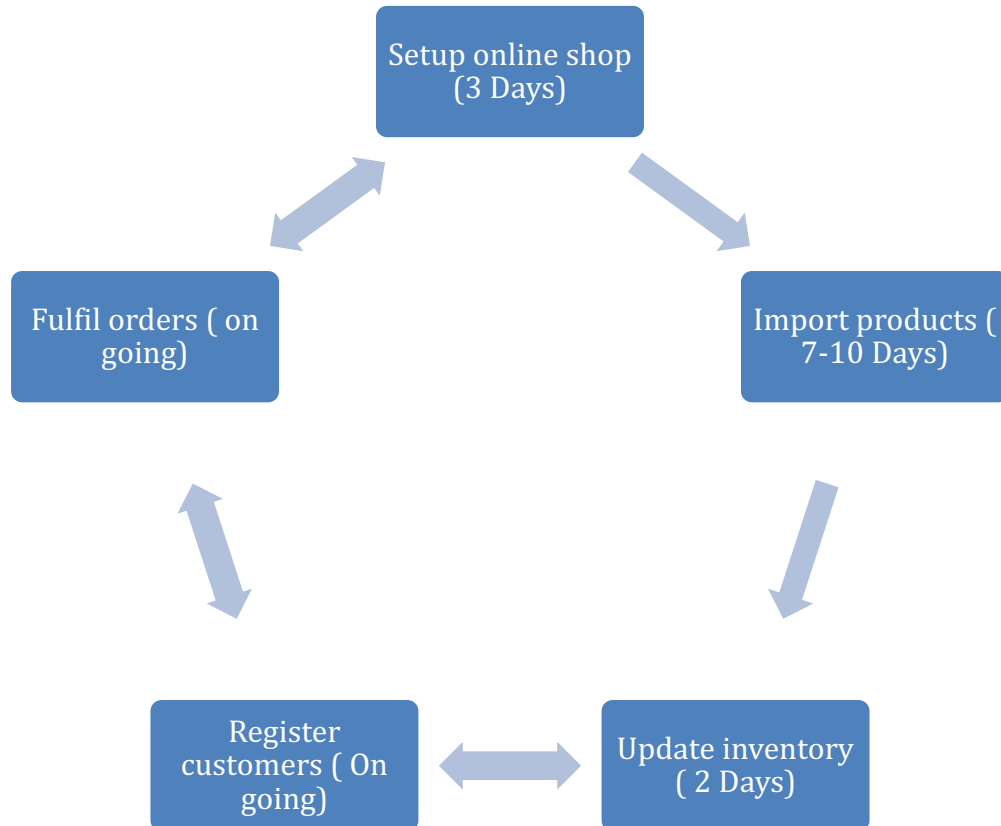 Setup online shop
(3 Days)
Import products (
7-10 Days)
Update inventory
( 2 Days)
Register
customers ( On
going)
Fulfil orders ( on
going)